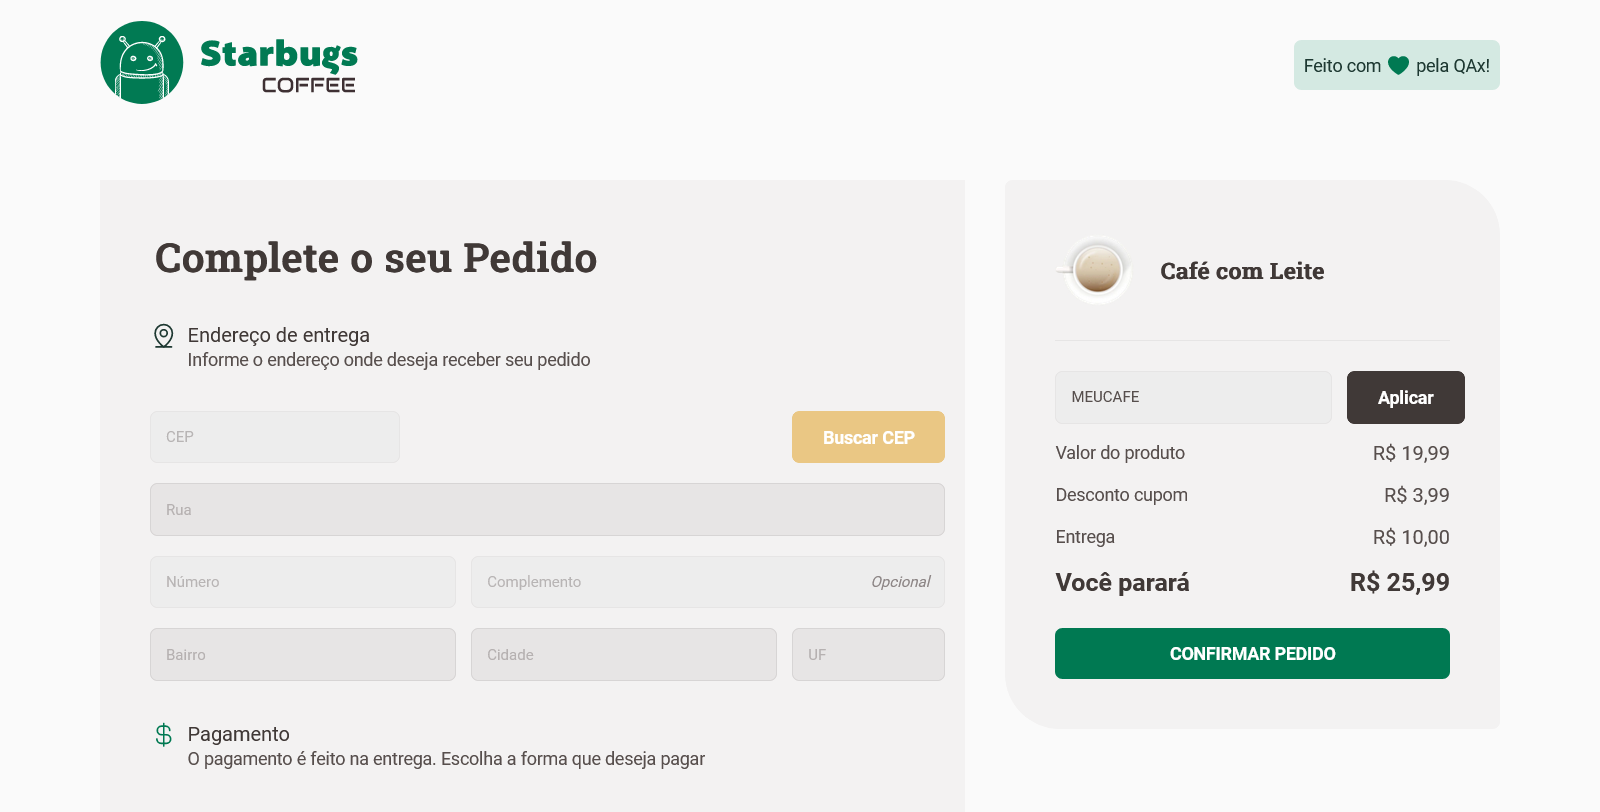 Starbugs
COFFEE
Feito com pela QAx!
Complete o seu Pedido
Endereço de entrega
Informe o endereço onde deseja receber seu pedido
CEP
Buscar CEP
Rua
Número
Complemento
Opcional
Bairro
Cidade
UF
Pagamento
O pagamento é feito na entrega. Escolha a forma que deseja pagar
Café com Leite
MEUCAFE
Aplicar
Valor do produto R$ 19,99
Desconto cupom R$ 3,99
Entrega R$ 10,00
Você parará R$ 25,99
CONFIRMAR PEDIDO